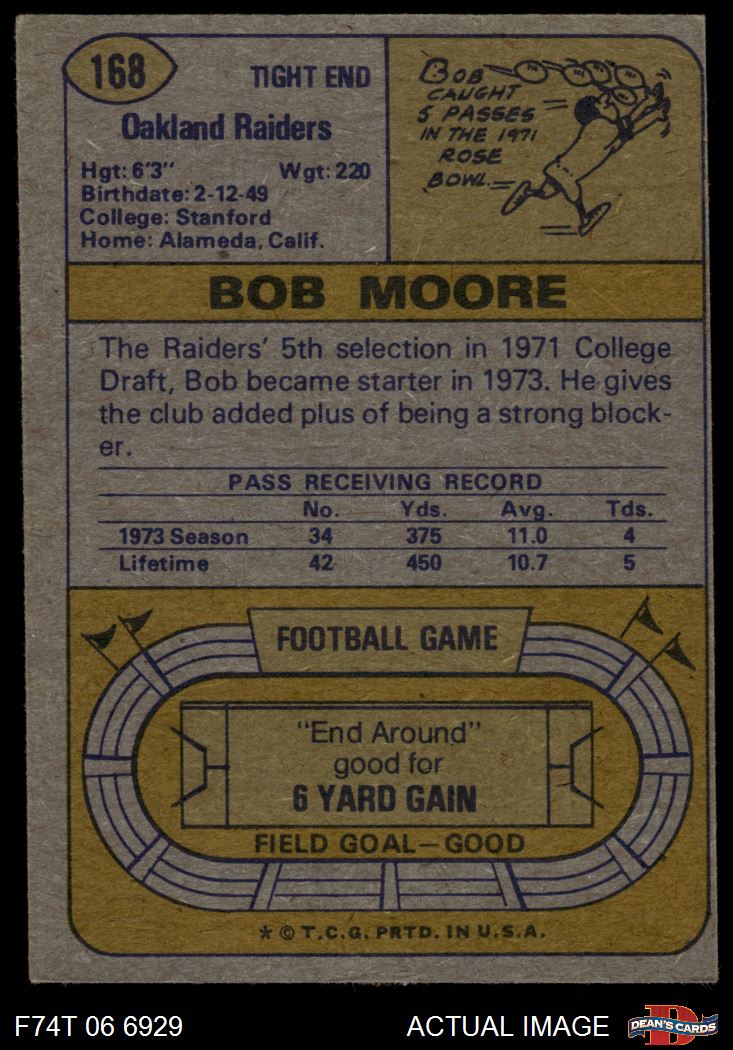 168
TIGHT END
Oakland Raiders
Hgt: 6'3" Wgt: 220
Birthdate: 2-12-49
College: Stanford
Home: Alameda, Calif.
BOB
CAUGHT
5 PASSES
IN THE 1971
ROSE
BOWL.
BOB MOORE
The Raiders' 5th selection in 1971 College
Draft, Bob became starter in 1973. He gives
the club added plus of being a strong block-
er.
PASS RECEIVING RECORD
No. Yds. Avg. Tds.
1973 Season 34 375 11.0 4
Lifetime 42 450 10.7 5
FOOTBALL GAME
"End Around"
good for
6 YARD GAIN
FIELD GOAL—GOOD
* © T.C.G. PRTD. IN U.S.A.
F74T 06 6929 ACTUAL IMAGE
D
DEAN'S CARDS